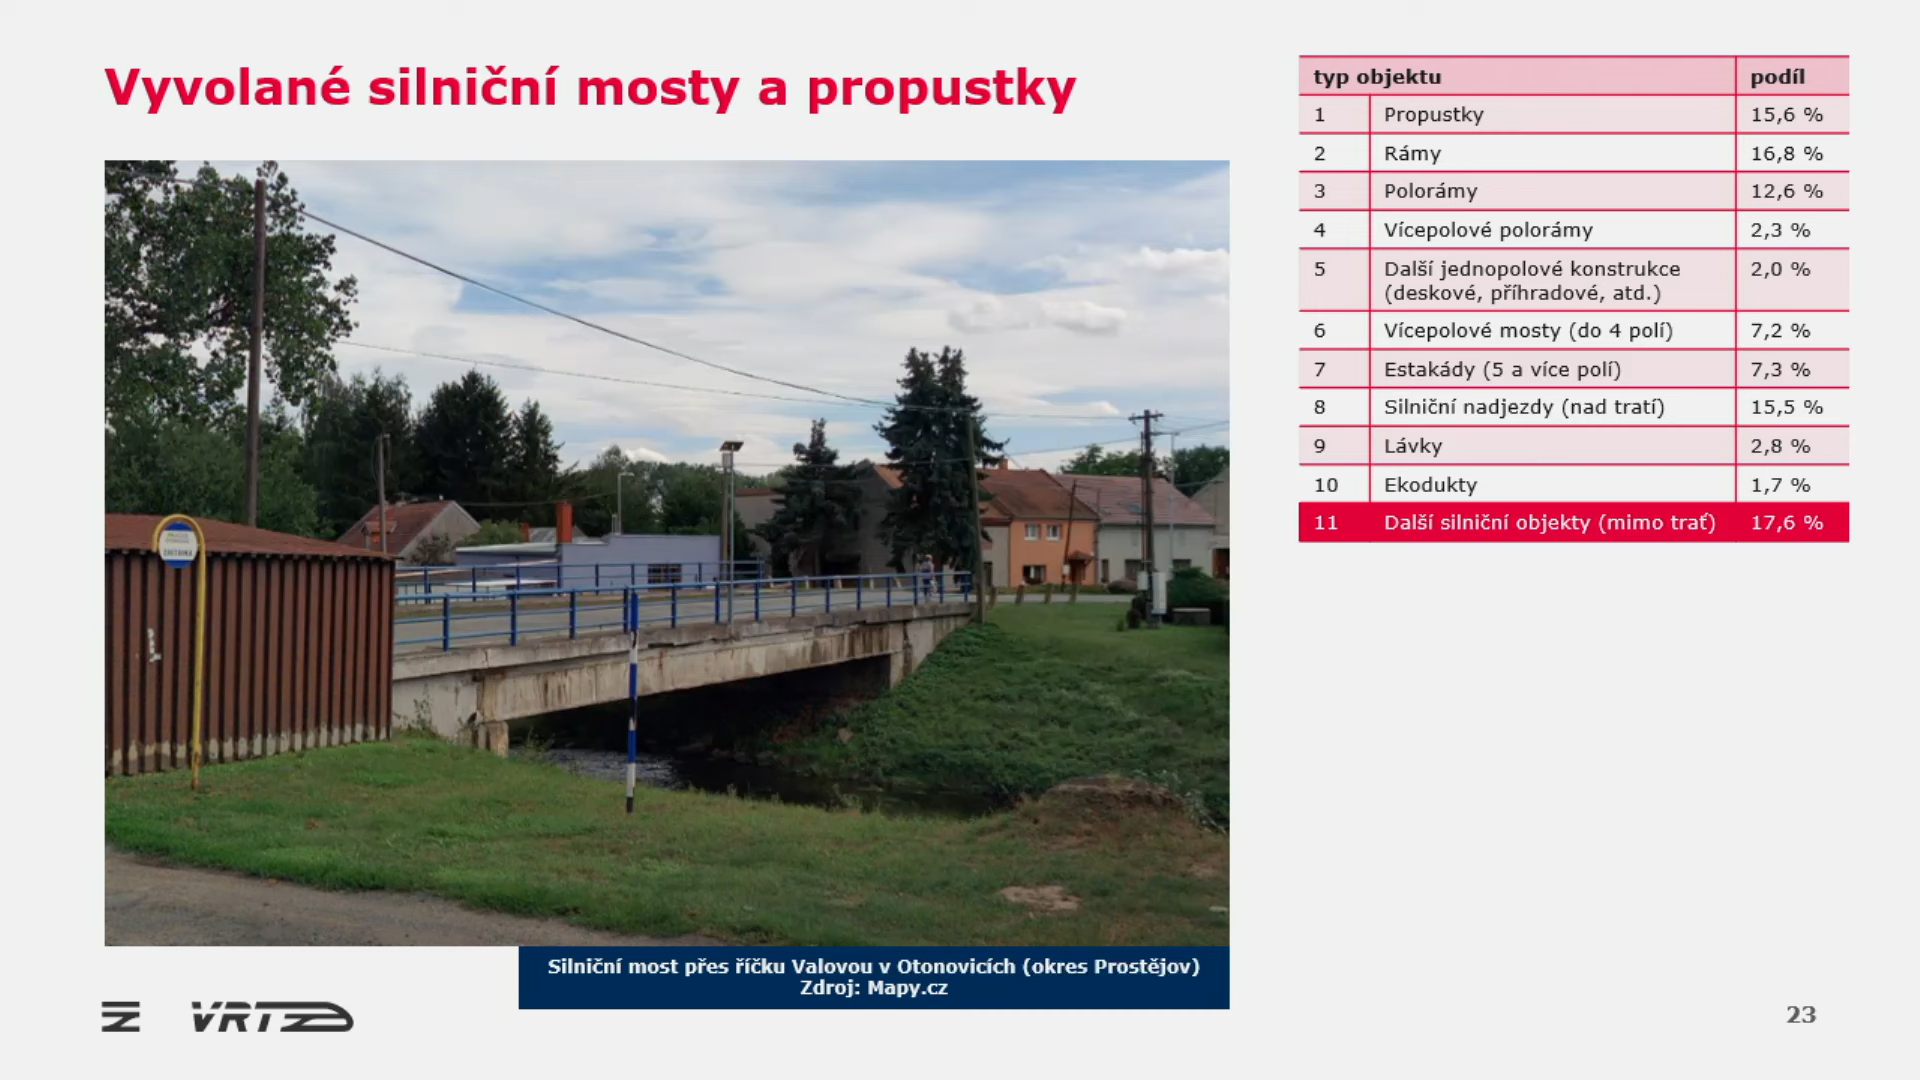 Vyvolané silniční mosty a propustky
typ objektu podíl
1 Propustky 15,6 %
2 Rámy 16,8 %
3 Polorámy 12,6 %
4 Vícepolové polorámy 2,3 %
5 Další jednopolové konstrukce 2,0 %
(deskové, příhradové, atd.)
6 Vícepolové mosty (do 4 polí) 7,2 %
7 Estakády (5 a více polí) 7,3 %
8 Silniční nadjezdy (nad tratí) 15,5 %
9 Lávky 2,8 %
10 Ekodukty 1,7 %
11 Další silniční objekty (mimo trať) 17,6 %
ZASTÁVKA
Silniční most přes říčku Valovou v Otonovicích (okres Prostějov)
Zdroj: Mapy.cz
VRT
23